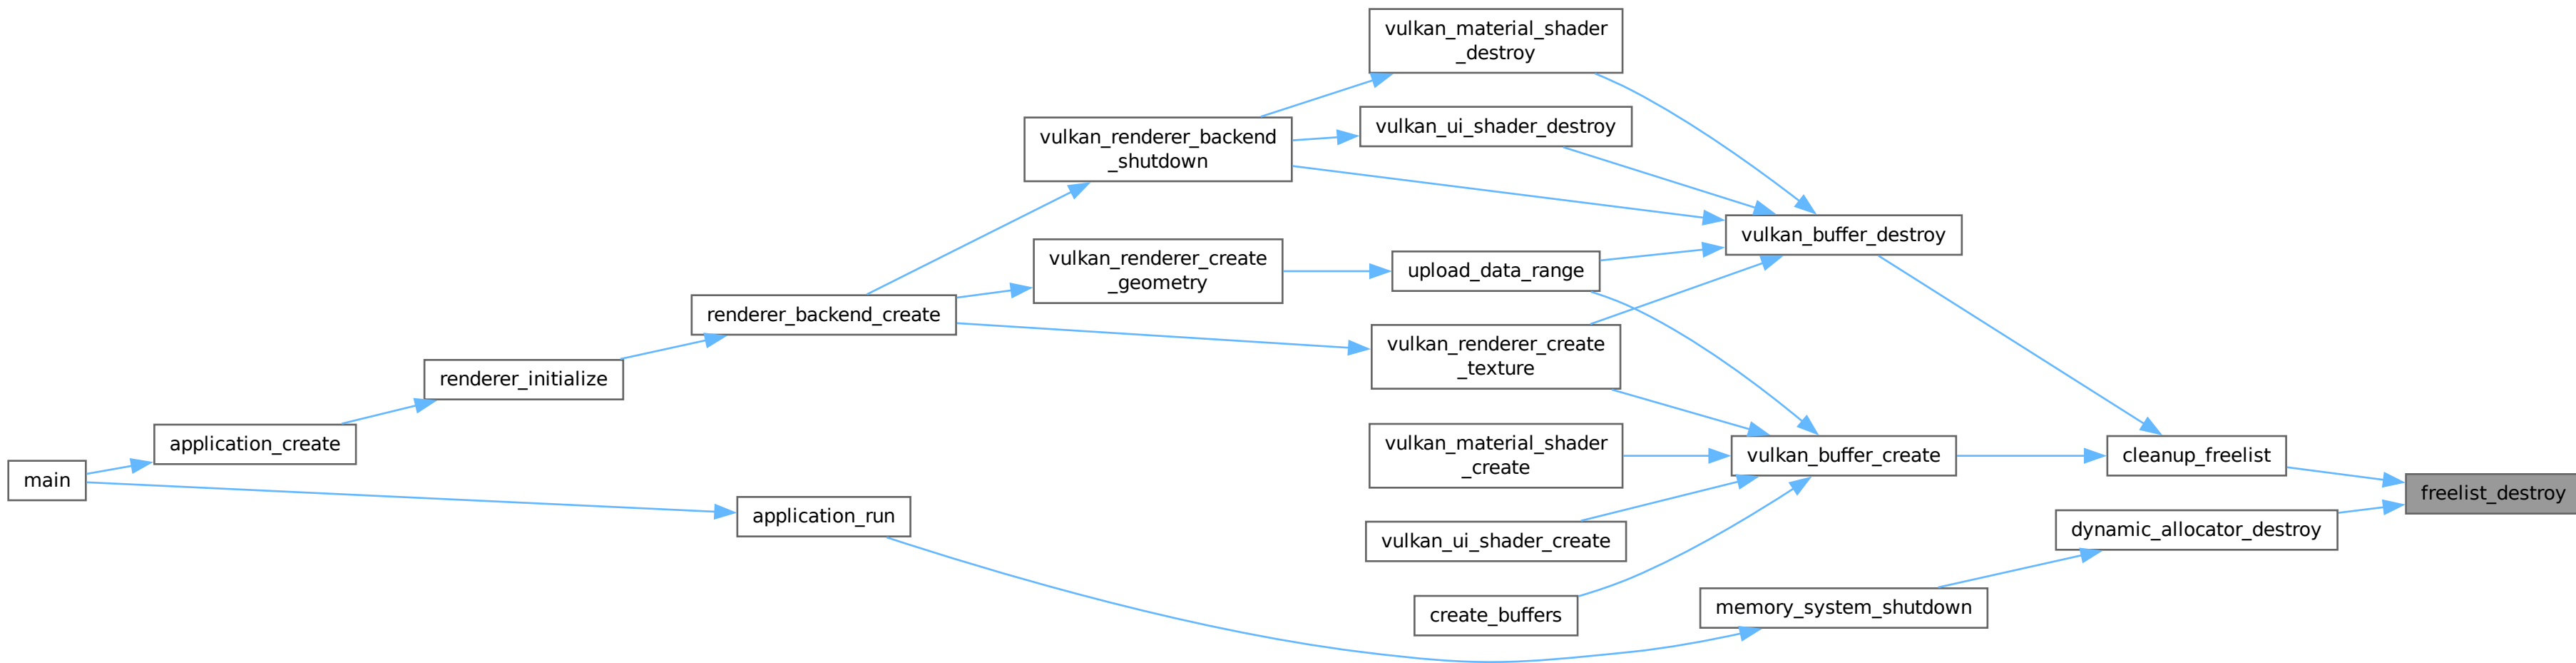 vulkan_material_shader
_destroy
vulkan_ui_shader_destroy
vulkan_renderer_backend
_shutdown
vulkan_buffer_destroy
vulkan_renderer_create
_geometry
upload_data_range
renderer_backend_create
vulkan_renderer_create
_texture
renderer_initialize
application_create
vulkan_material_shader
_create
vulkan_buffer_create
cleanup_freelist
main
freelist_destroy
application_run
dynamic_allocator_destroy
vulkan_ui_shader_create
create_buffers
memory_system_shutdown